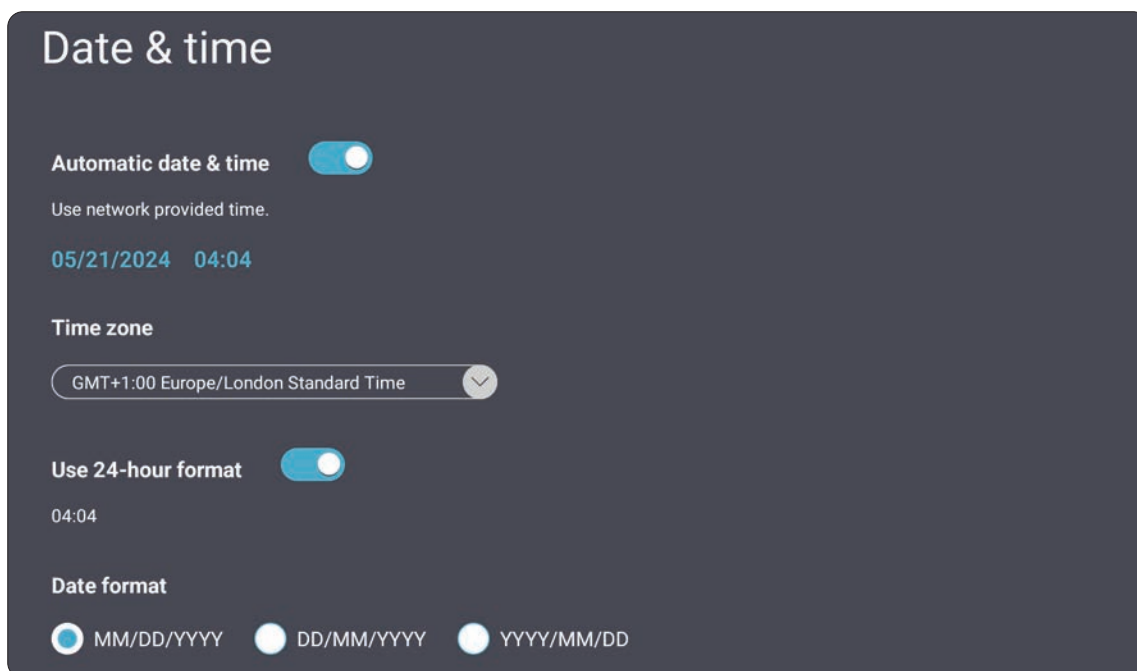 Date & time
Automatic date & time
Use network provided time.
05/21/2024 04:04
Time zone
GMT+1:00 Europe/London Standard Time
Use 24-hour format
04:04
Date format
MM/DD/YYYY DD/MM/YYYY YYYY/MM/DD